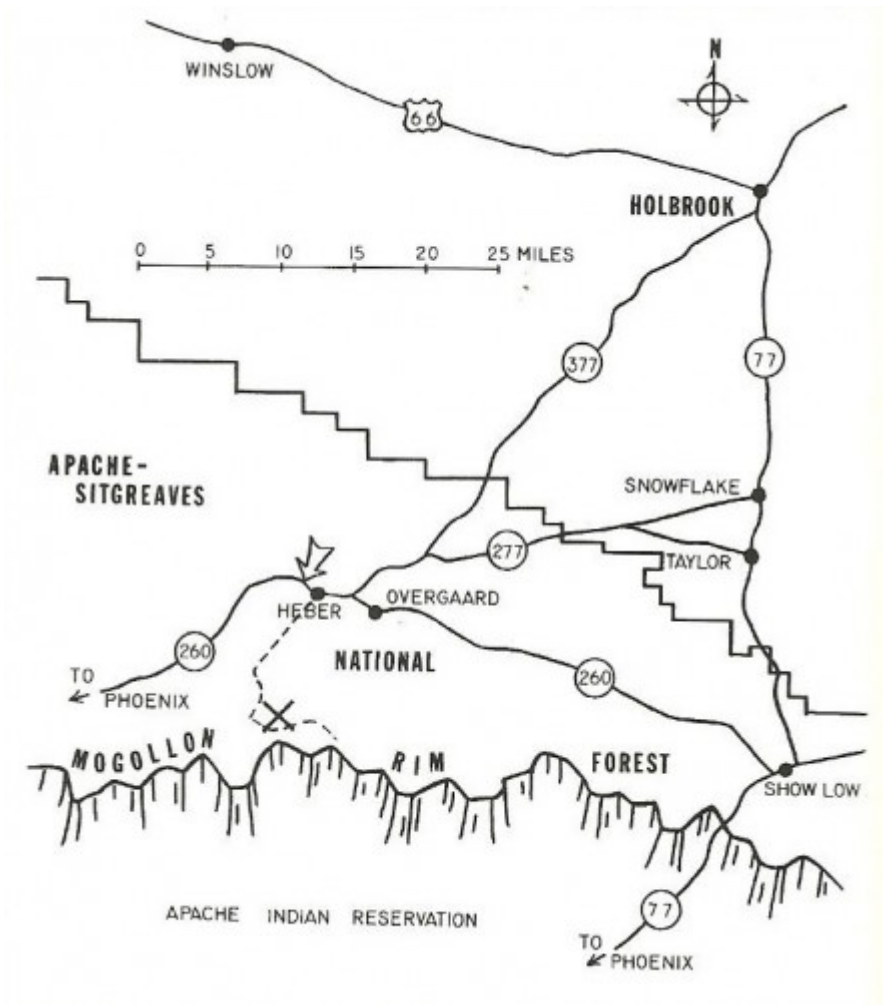 N
WINSLOW
66
HOLBROOK
0 5 10 15 20 25 MILES
377
77
APACHE-
SITGREAVES
SNOWFLAKE
277
TAYLOR
HEBER
OVERGAARD
260
NATIONAL
260
TO
PHOENIX
MOGOLLON RIM FOREST
SHOW LOW
APACHE INDIAN RESERVATION
77
TO
PHOENIX